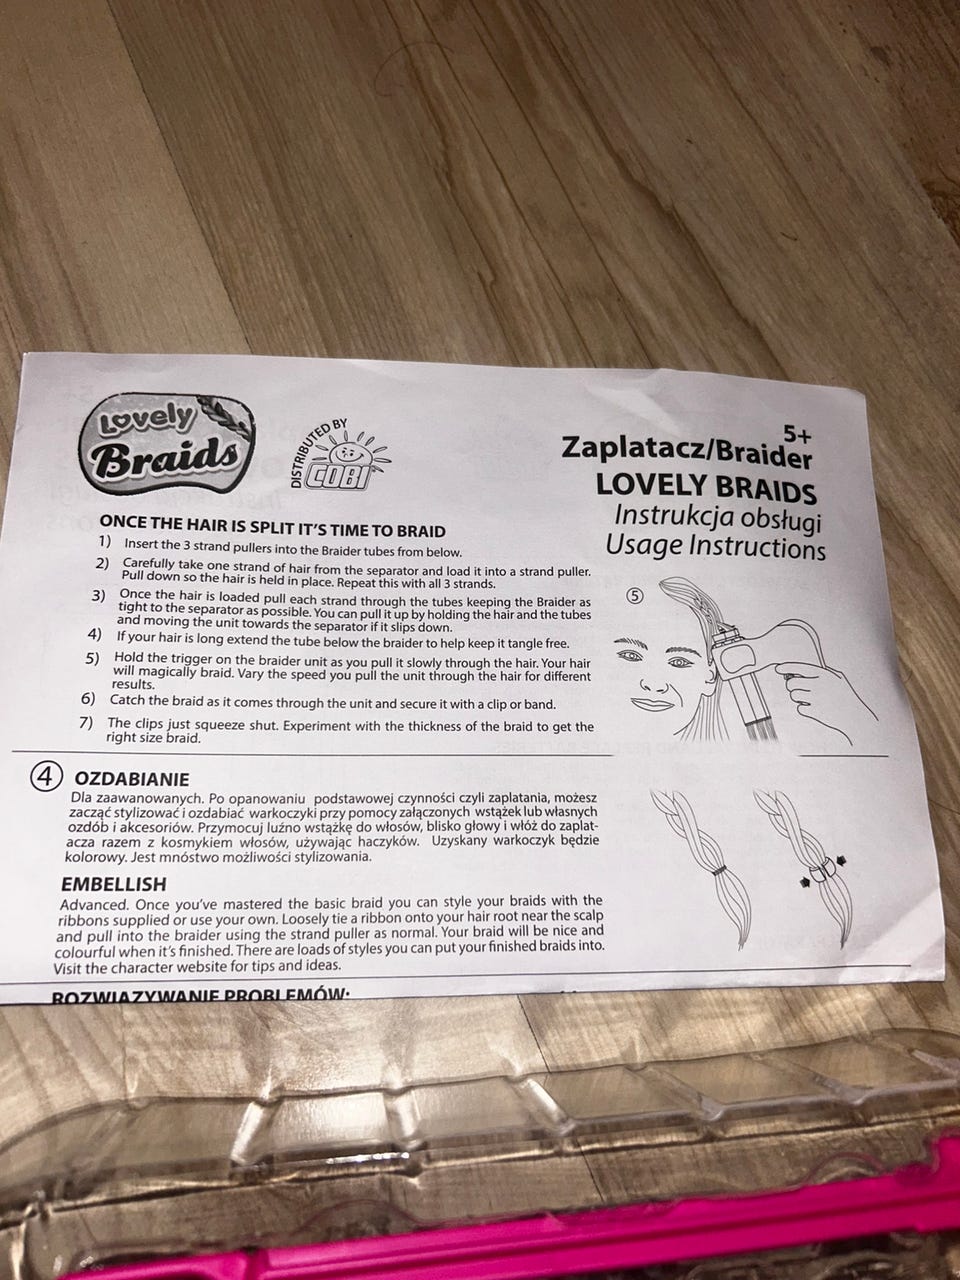 Lovely
Braids
DISTRIBUTED BY
COBI
5+
Zaplatacz/Braider
LOVELY BRAIDS
Instrukcja obsługi
Usage Instructions
ONCE THE HAIR IS SPLIT IT'S TIME TO BRAID
1) Insert the 3 strand pullers into the Braider tubes from below.
2) Carefully take one strand of hair from the separator and load it into a strand puller.
Pull down so the hair is held in place. Repeat this with all 3 strands.
3) Once the hair is loaded pull each strand through the tubes keeping the Braider as
tight to the separator as possible. You can pull it up by holding the hair and the tubes
and moving the unit towards the separator if it slips down.
4) If your hair is long extend the tube below the braider to help keep it tangle free.
5) Hold the trigger on the braider unit as you pull it slowly through the hair. Your hair
will magically braid. Vary the speed you pull the unit through the hair for different
results.
6) Catch the braid as it comes through the unit and secure it with a clip or band.
7) The clips just squeeze shut. Experiment with the thickness of the braid to get the
right size braid.
5
4 OZDABIANIE
Dla zaawanowanych. Po opanowaniu podstawowej czynności czyli zaplatania, możesz
zacząć stylizować i ozdabiać warkoczyki przy pomocy załączonych wstążek lub własnych
ozdób i akcesoriów. Przymocuj luźno wstążkę do włosów, blisko głowy i włóż do zaplat-
acza razem z kosmykiem włosów, używając haczyków. Uzyskany warkoczyk będzie
kolorowy. Jest mnóstwo możliwości stylizowania.
EMBELLISH
Advanced. Once you've mastered the basic braid you can style your braids with the
ribbons supplied or use your own. Loosely tie a ribbon onto your hair root near the scalp
and pull into the braider using the strand puller as normal. Your braid will be nice and
colourful when it's finished. There are loads of styles you can put your finished braids into.
Visit the character website for tips and ideas.
ROZWIĄZYWANIE PROBLEMÓW: